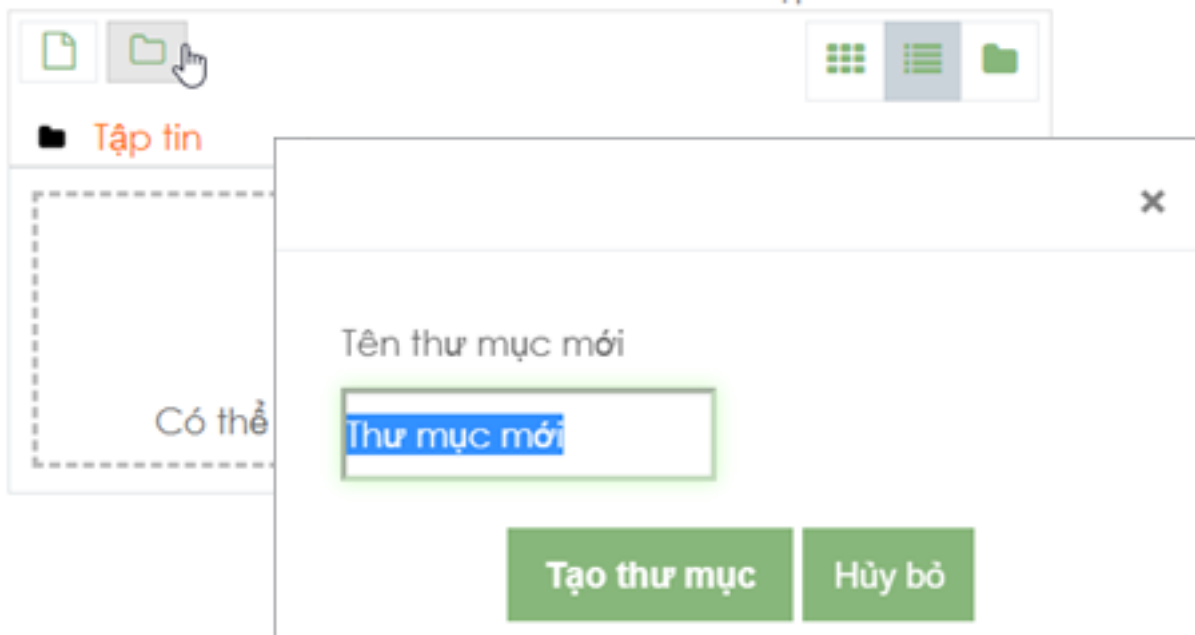 Tập tin
Tên thư mục mới
Có thể
Thư mục mới
Tạo thư mục
Hủy bỏ